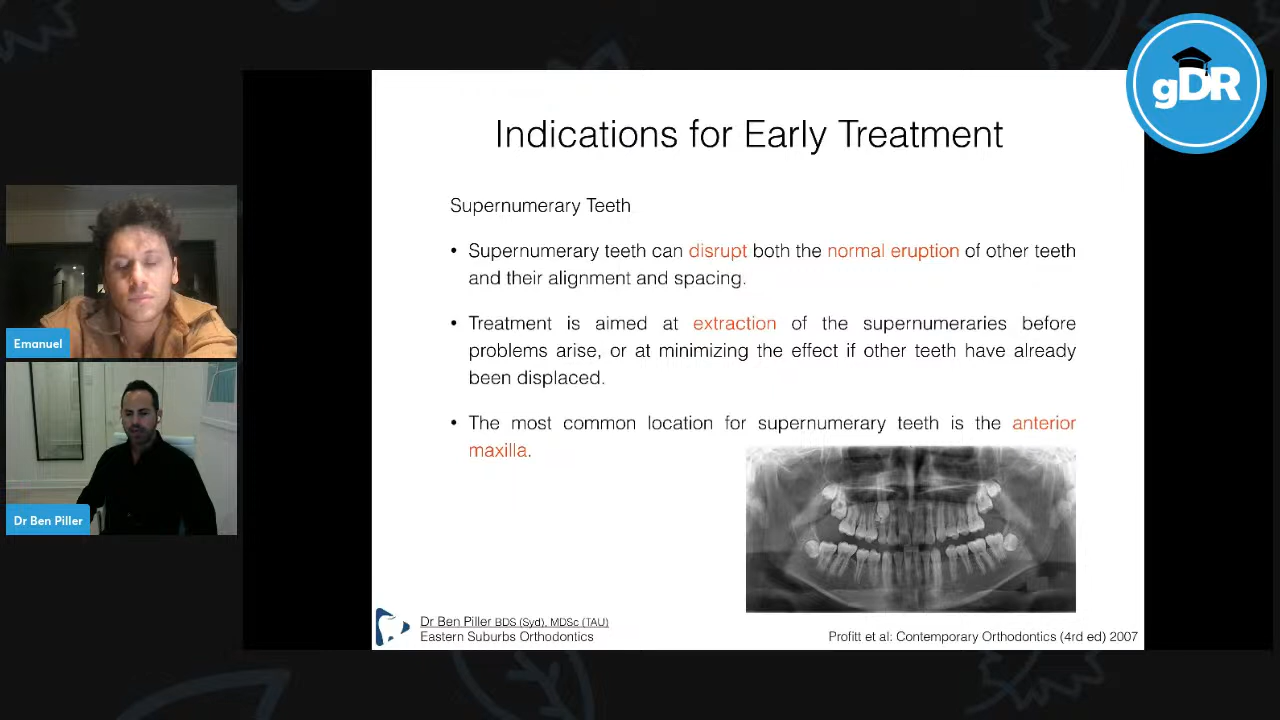 gDR
Indications for Early Treatment
Supernumerary Teeth
• Supernumerary teeth can disrupt both the normal eruption of other teeth
and their alignment and spacing.
• Treatment is aimed at extraction of the supernumeraries before
problems arise, or at minimizing the effect if other teeth have already
been displaced.
• The most common location for supernumerary teeth is the anterior
maxilla.
Emanuel
Dr Ben Piller
Dr Ben Piller BDS (Syd), MDSc (TAU)
Eastern Suburbs Orthodontics
Profitt et al: Contemporary Orthodontics (4rd ed) 2007